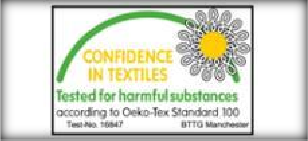 CONFIDENCE
IN TEXTILES
Tested for harmful substances
according to Oeko-Tex Standard 100
Test-No. 16847 BTTG Manchester